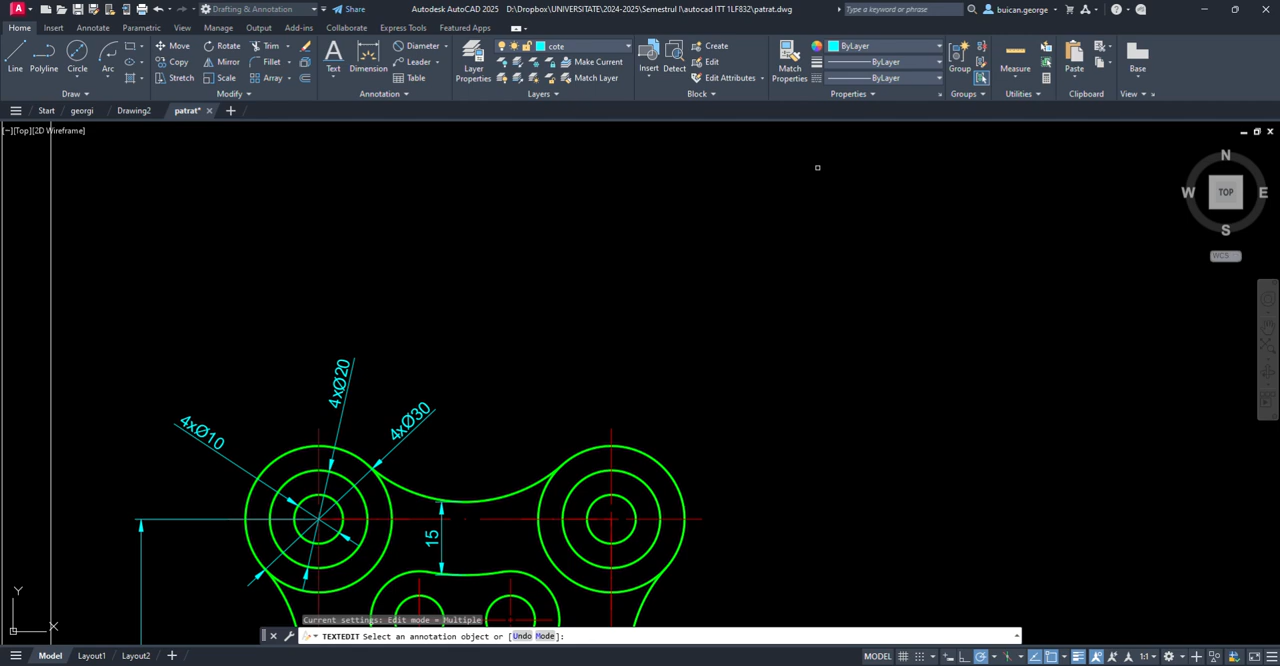 A Drafting & Annotation Share Autodesk AutoCAD 2025 D:\Dropbox\UNIVERSITATE\2024-2025\Semestrul I\autocad ITT 1LF832\patrat.dwg Type a keyword or phrase buican.george
Home Insert Annotate Parametric View Manage Output Add-ins Collaborate Express Tools Featured Apps
Line Polyline Circle Arc
Move Rotate Trim
Copy Mirror Fillet
Stretch Scale Array
Text Dimension
Diameter
Leader
Table
Layer Properties
cote
Make Current
Match Layer
Insert Detect
Create
Edit
Edit Attributes
Match Properties
ByLayer
ByLayer
ByLayer
Group Measure Paste Base
Draw Modify Annotation Layers Block Properties Groups Utilities Clipboard View
Start georgi Drawing2 patrat*
[−][Top][2D Wireframe]
N
W TOP E
S
WCS
4xØ20
4xØ10
4xØ30
15
Y
X
Current settings: Edit mode = Multiple
TEXTEDIT Select an annotation object or [Undo Mode]:
Model Layout1 Layout2 MODEL 1:1